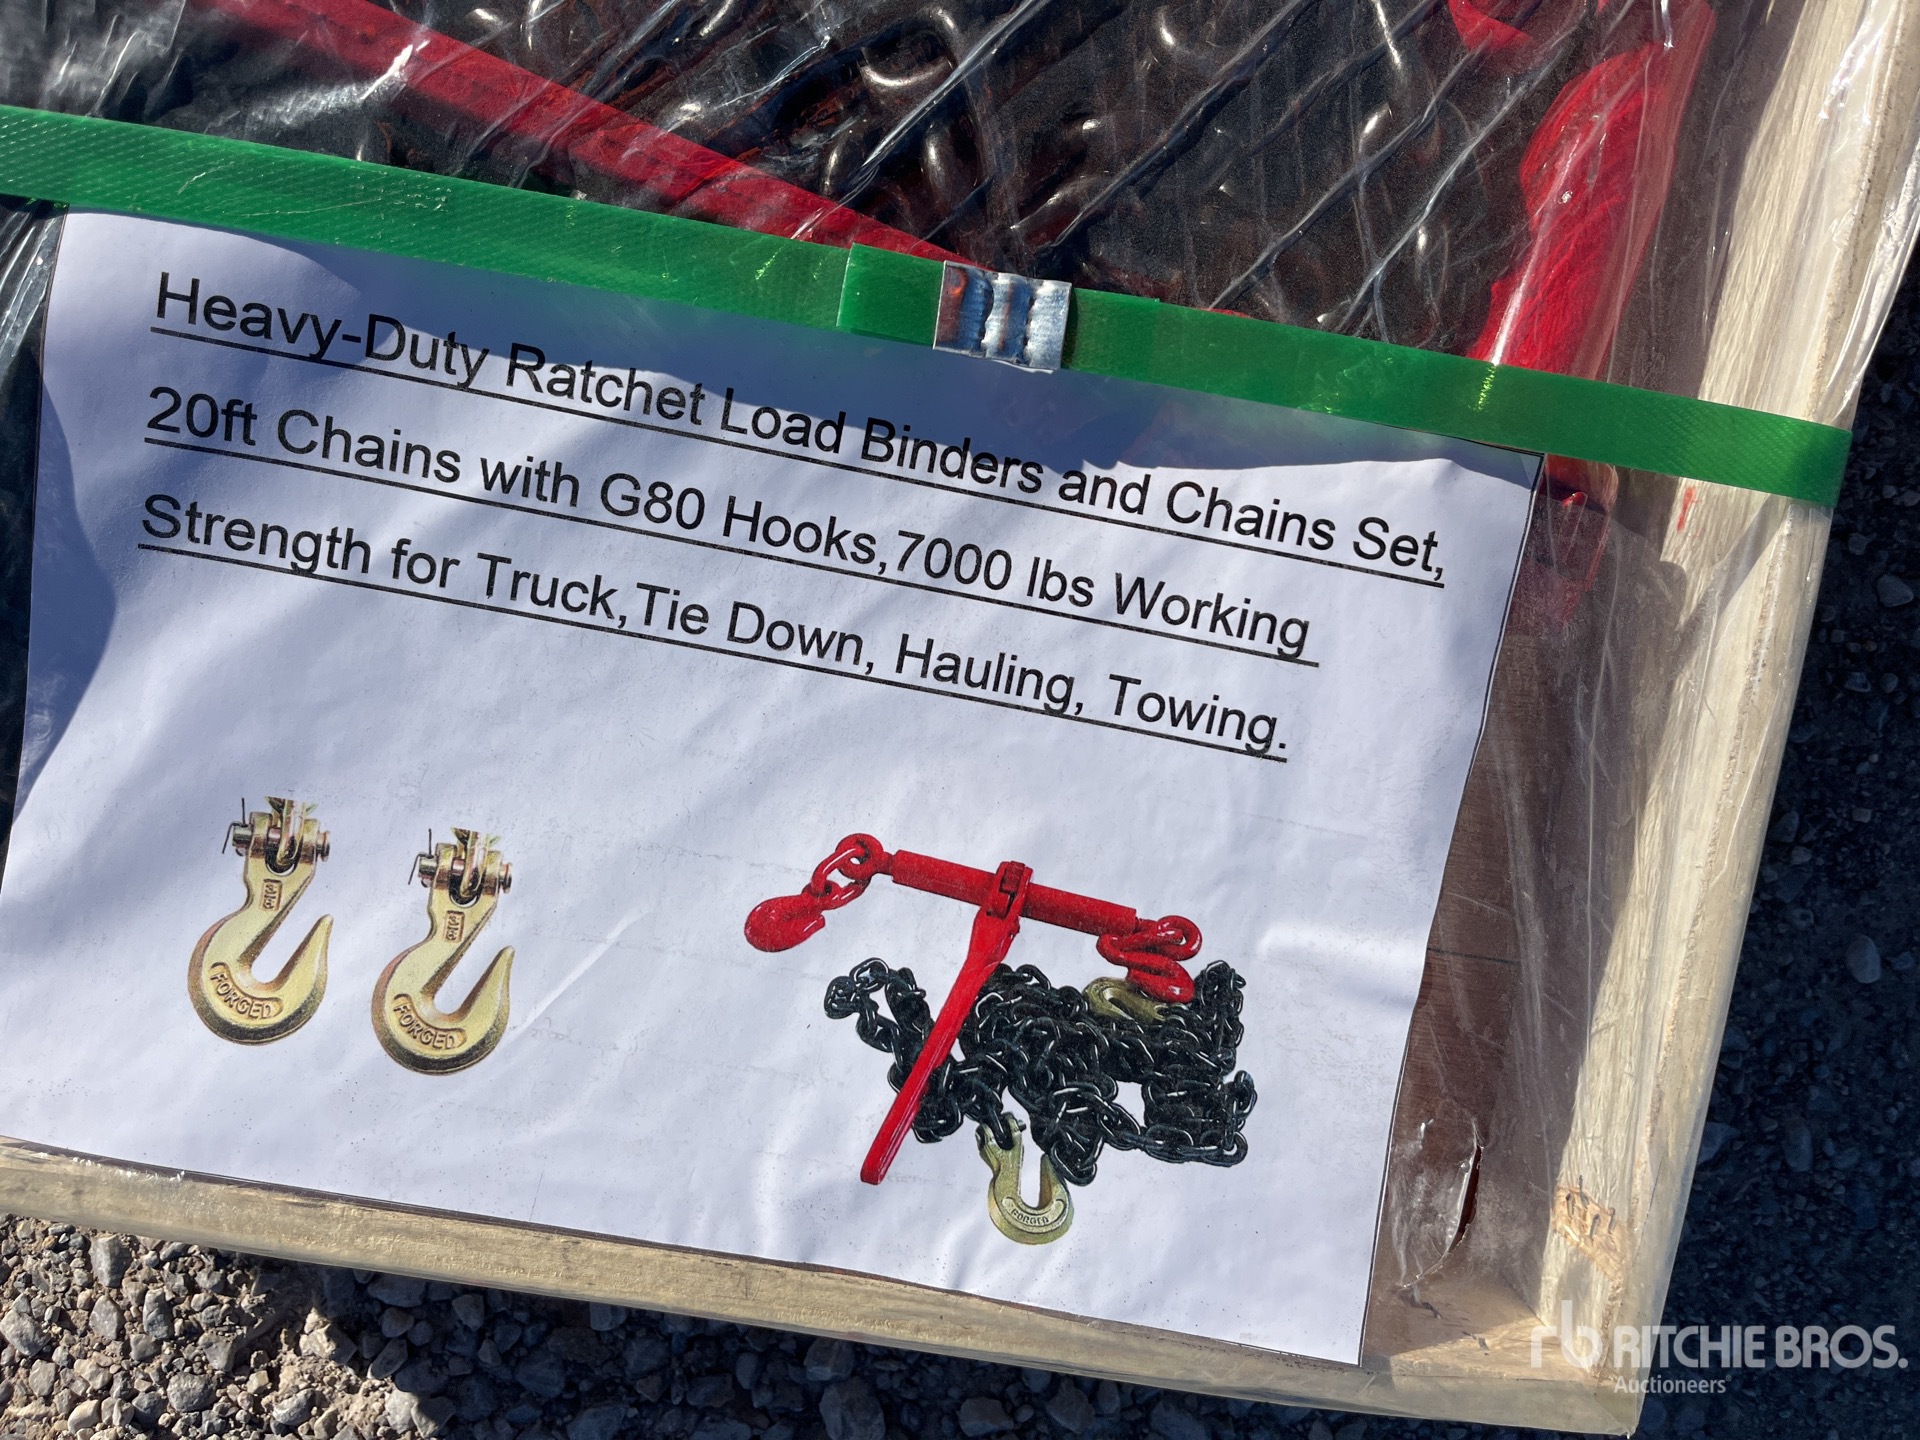 Heavy-Duty Ratchet Load Binders and Chains Set,
20ft Chains with G80 Hooks,7000 lbs Working
Strength for Truck,Tie Down, Hauling, Towing.
FORGED
FORGED
FORGED
rb RITCHIE BROS.
Auctioneers